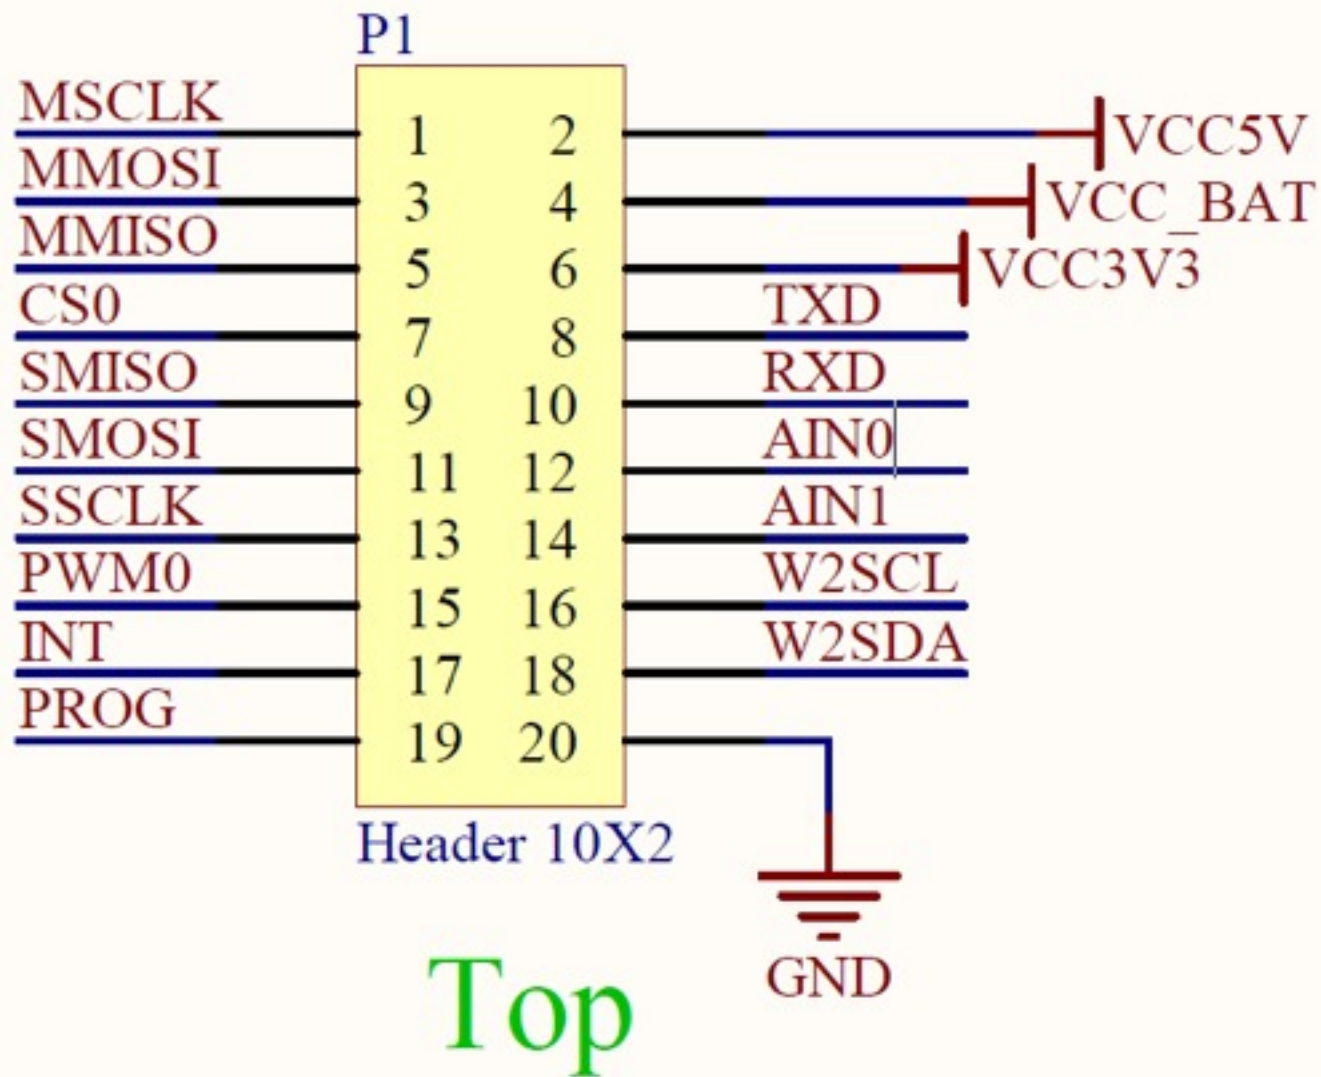 P1
MSCLK 1 2 VCC5V
MMOSI 3 4 VCC_BAT
MMISO 5 6 VCC3V3
CS0 7 8 TXD
SMISO 9 10 RXD
SMOSI 11 12 AIN0
SSCLK 13 14 AIN1
PWM0 15 16 W2SCL
INT 17 18 W2SDA
PROG 19 20
Header 10X2
GND
Top